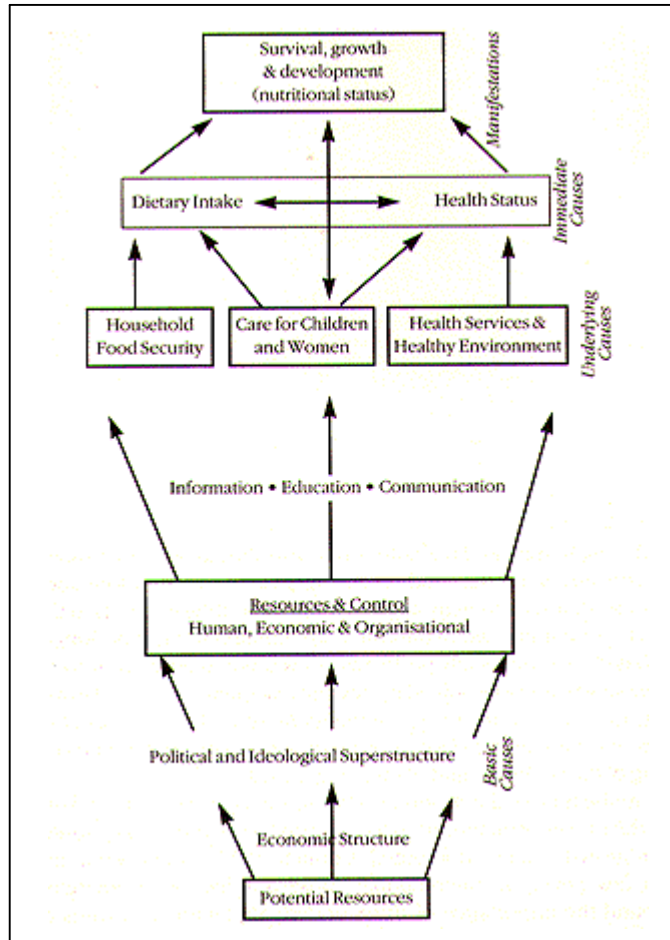 Survival, growth
& development
(nutritional status)
Manifestations
Dietary Intake
Health Status
Immediate
Causes
Household
Food Security
Care for Children
and Women
Health Services &
Healthy Environment
Underlying
Causes
Information • Education • Communication
Resources & Control
Human, Economic & Organisational
Political and Ideological Superstructure
Basic
Causes
Economic Structure
Potential Resources